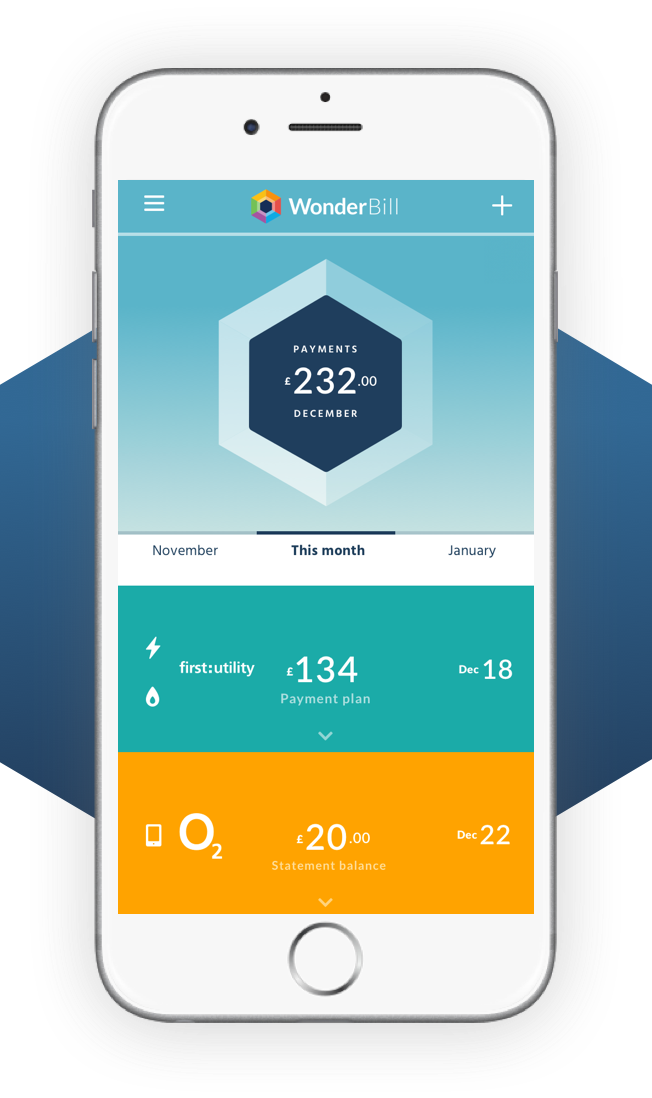 WonderBill
PAYMENTS
£232.00
DECEMBER
November This month January
first:utility £134 Dec 18
Payment plan
O2 £20.00 Dec 22
Statement balance